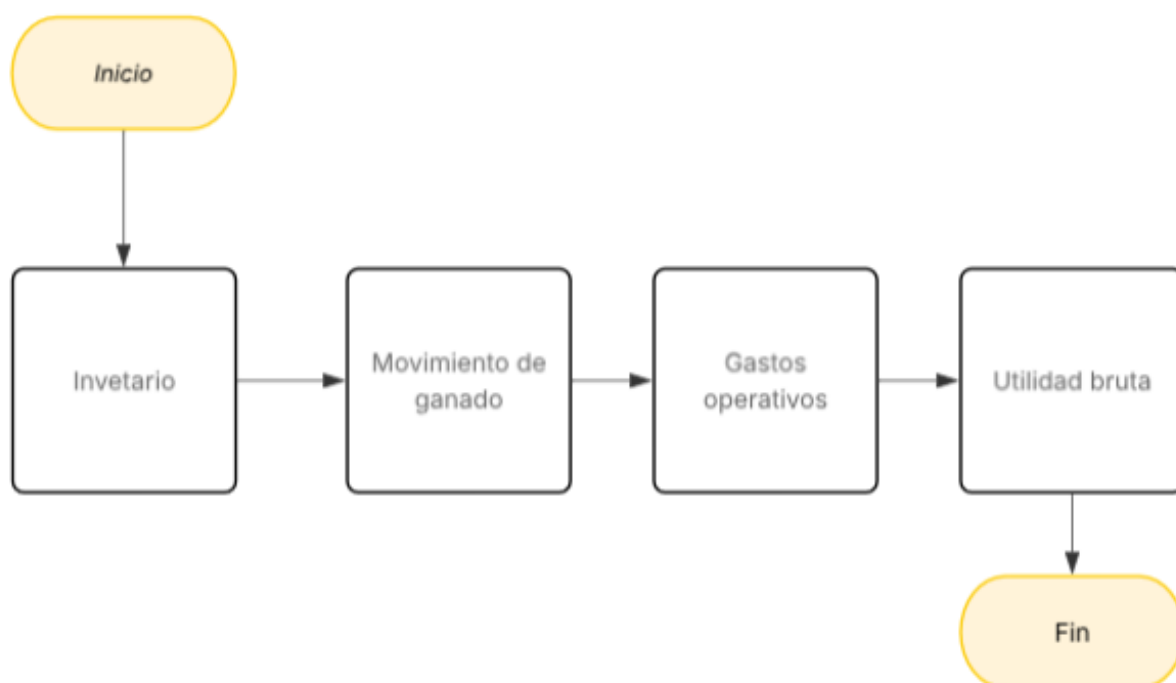 Inicio
Invetario
Movimiento de
ganado
Gastos
operativos
Utilidad bruta
Fin